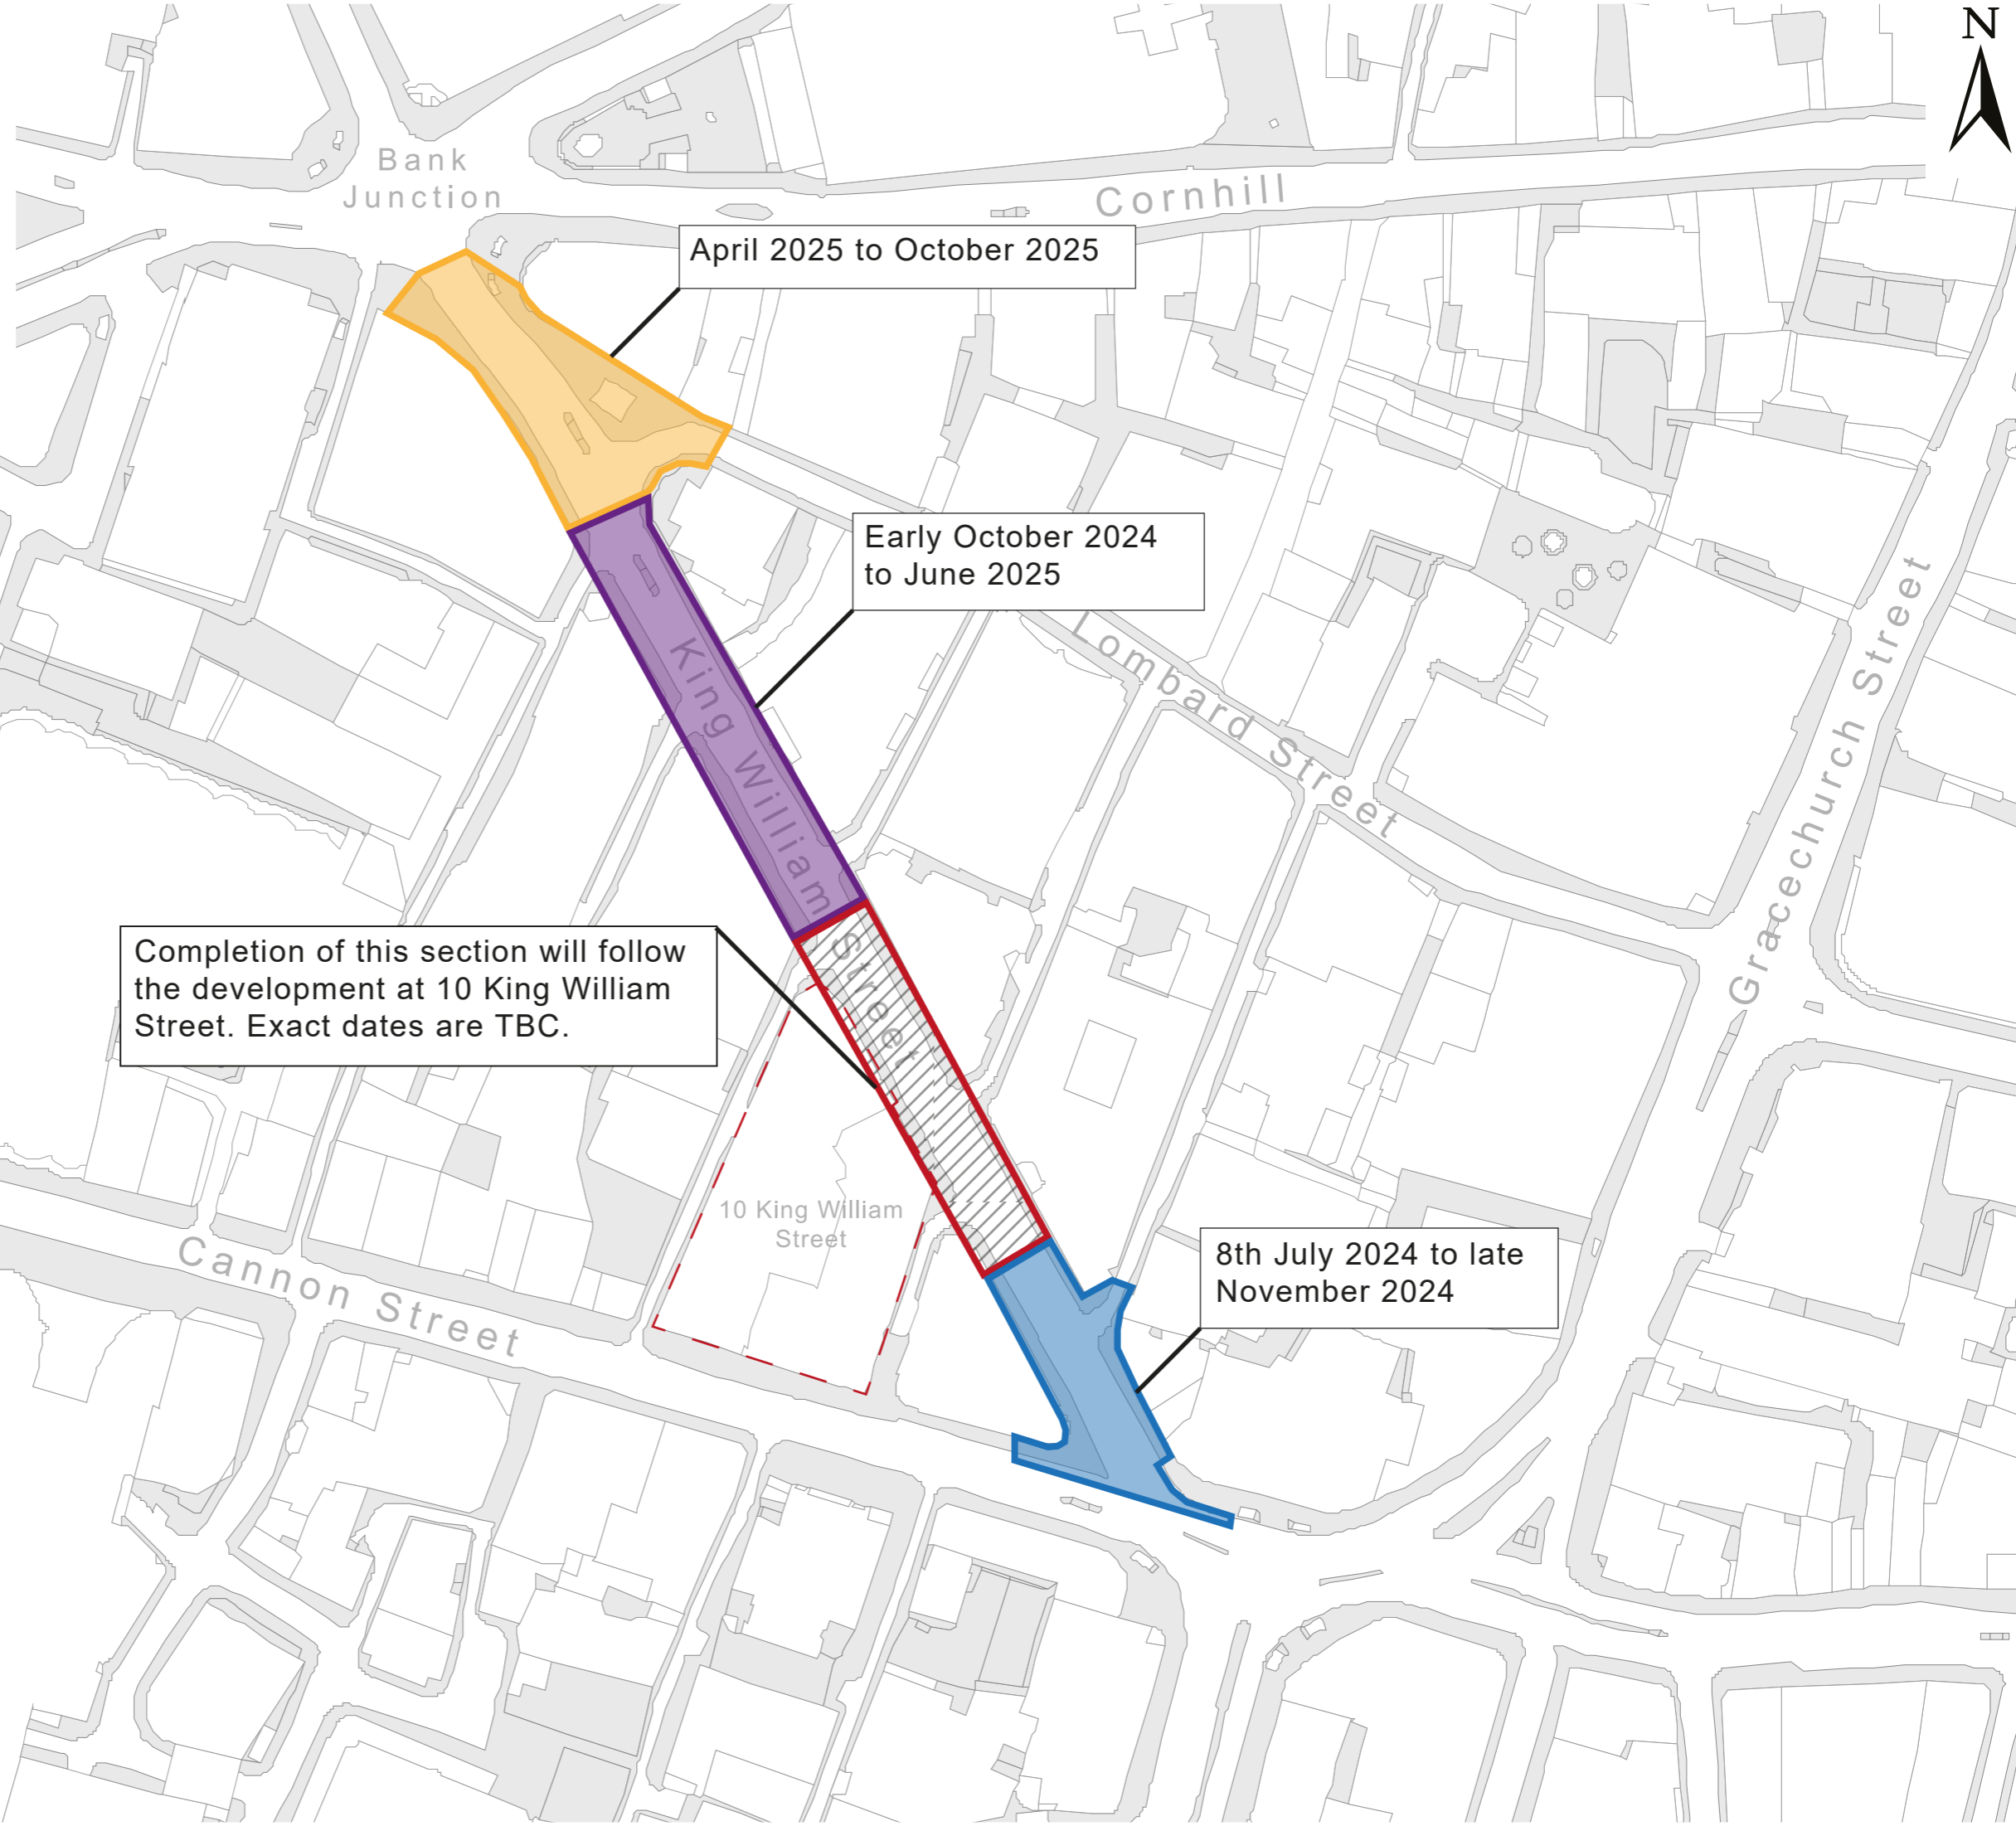 N
Bank
Junction
Cornhill
April 2025 to October 2025
Early October 2024
to June 2025
Lombard Street
Gracechurch Street
King William Street
Completion of this section will follow
the development at 10 King William
Street. Exact dates are TBC.
10 King William
Street
Cannon Street
8th July 2024 to late
November 2024